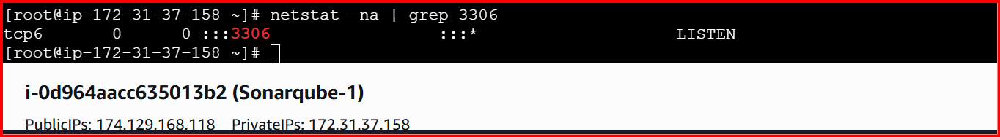 [root@ip-172-31-37-158 ~]# netstat -na | grep 3306
tcp6       0      0 :::3306                 :::*                    LISTEN
[root@ip-172-31-37-158 ~]#
i-0d964aacc635013b2 (Sonarqube-1)
PublicIPs: 174.129.168.118    PrivateIPs: 172.31.37.158